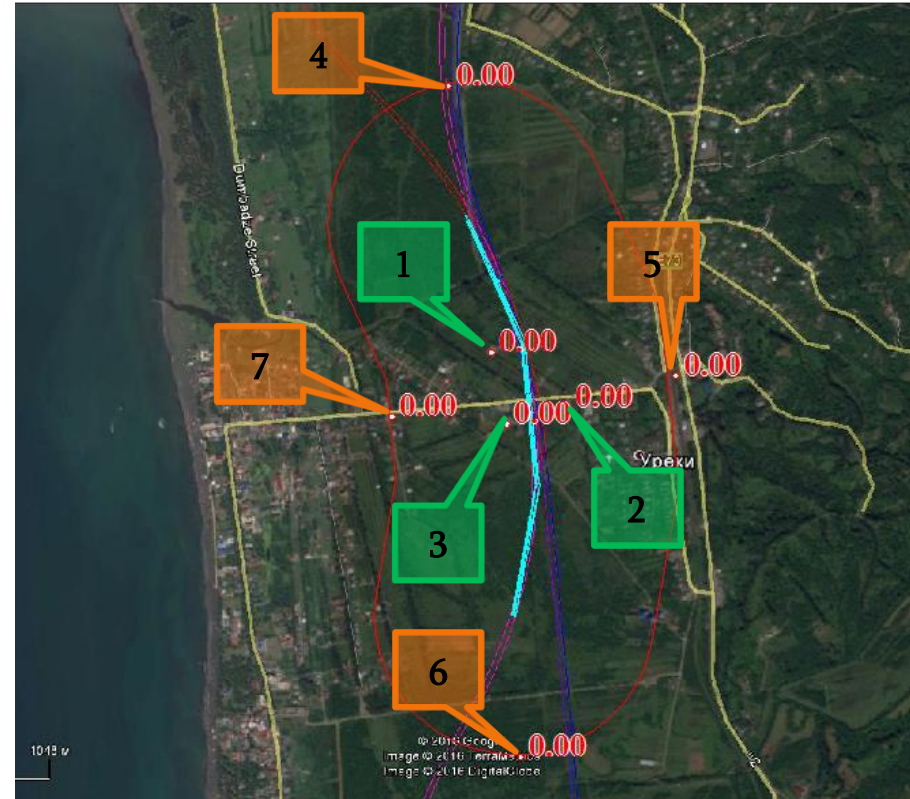 4
0.00
Dumbadze Street
1
5
0.00
7
0.00
0.00
0.00
0.00
Уреки
3
2
6
0.00
1048 м
© 2016 Google
Image © 2016 TerraMetrics
Image © 2016 DigitalGlobe